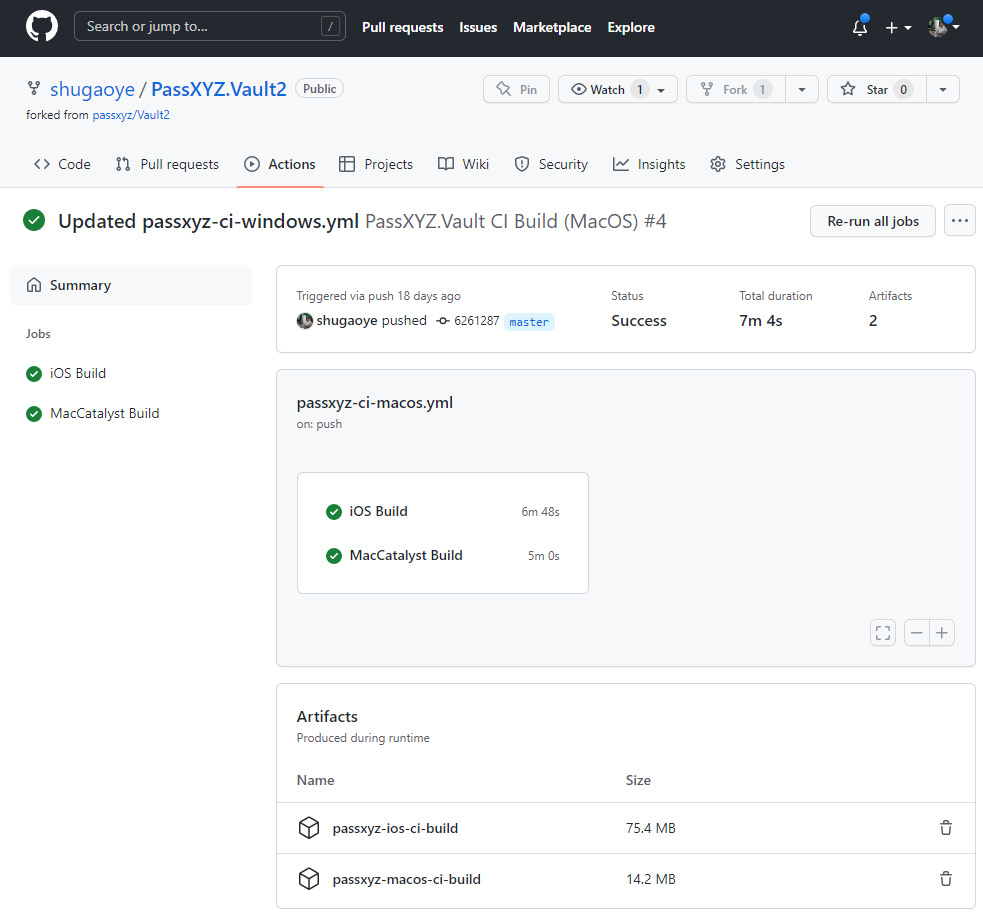 Search or jump to... / Pull requests Issues Marketplace Explore
shugaoye / PassXYZ.Vault2 Public Pin Watch 1 Fork 1 Star 0
forked from passxyz/Vault2
Code Pull requests Actions Projects Wiki Security Insights Settings
Updated passxyz-ci-windows.yml PassXYZ.Vault CI Build (MacOS) #4 Re-run all jobs ...
Summary
Jobs
iOS Build
MacCatalyst Build
Triggered via push 18 days ago Status Total duration Artifacts
shugaoye pushed 6261287 master Success 7m 4s 2
passxyz-ci-macos.yml
on: push
iOS Build 6m 48s
MacCatalyst Build 5m 0s
Artifacts
Produced during runtime
Name Size
passxyz-ios-ci-build 75.4 MB
passxyz-macos-ci-build 14.2 MB